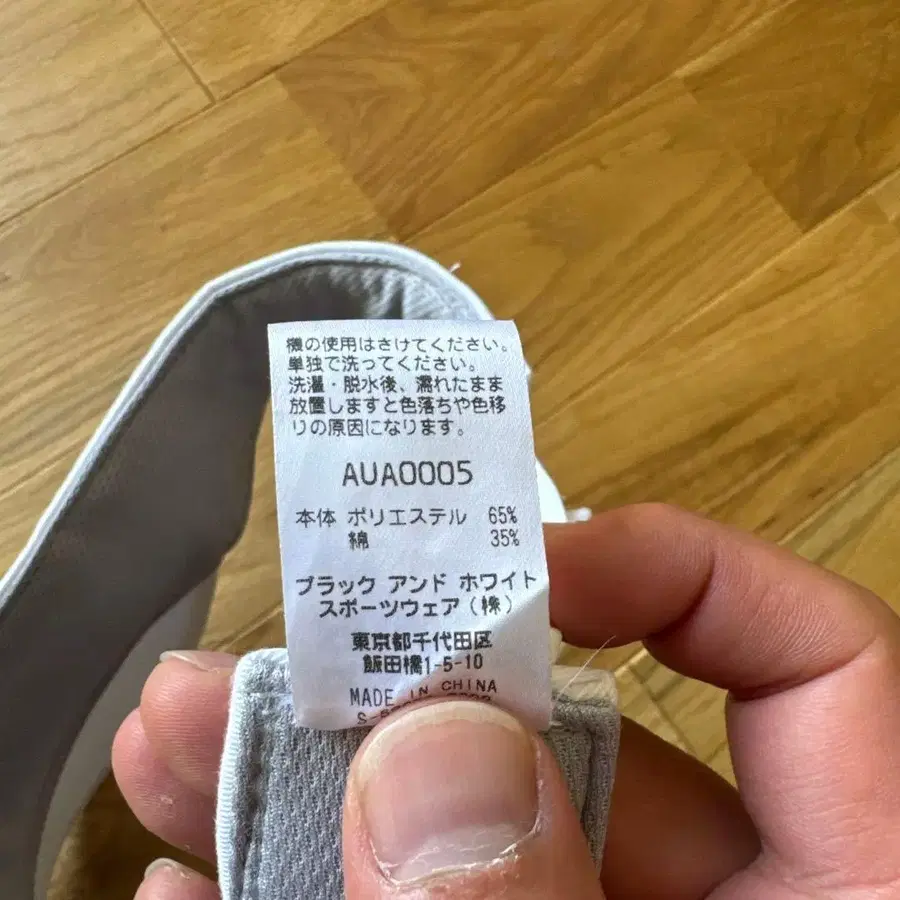 機の使用はさけてください。
単独で洗ってください。
洗濯・脱水後、濡れたまま
放置しますと色落ちや色移
りの原因になります。
AUA0005
本体 ポリエステル 65%
綿 35%
ブラック アンド ホワイト
スポーツウェア(株)
東京都千代田区
飯田橋1-5-10
MADE IN CHINA